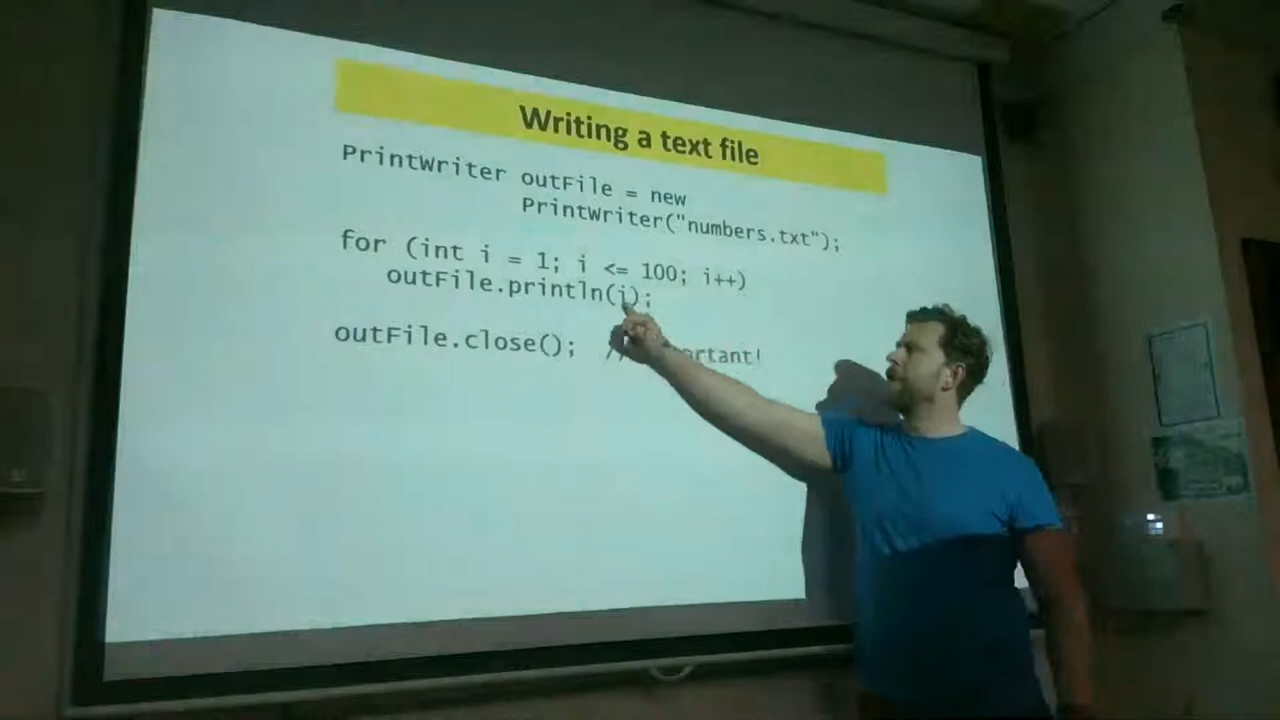 Writing a text file
PrintWriter outFile = new
PrintWriter("numbers.txt");
for (int i = 1; i <= 100; i++)
outFile.println(i);
outFile.close(); //